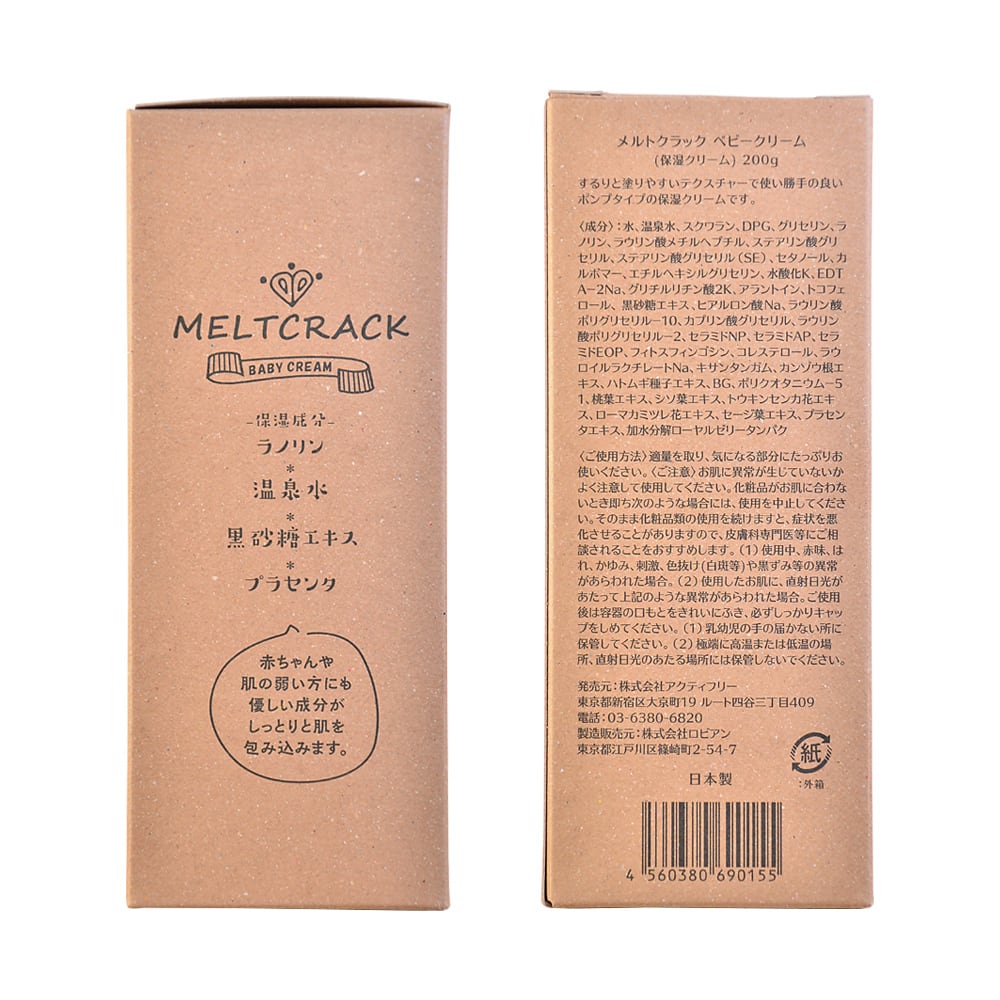 MELTCRACK
BABY CREAM
-保湿成分-
ラノリン
*
温泉水
*
黒砂糖エキス
*
プラセンタ
赤ちゃんや
肌の弱い方にも
優しい成分が
しっとりと肌を
包み込みます。
メルトクラック ベビークリーム
(保湿クリーム) 200g
するりと塗りやすいテクスチャーで使い勝手の良い
ポンプタイプの保湿クリームです。
〈成分〉:水、温泉水、スクワラン、DPG、グリセリン、ラ
ノリン、ラウリン酸メチルヘプチル、ステアリン酸グリ
セリル、ステアリン酸グリセリル(SE)、セタノール、カ
ルボマー、エチルヘキシルグリセリン、水酸化K、EDT
A-2Na、グリチルリチン酸2K、アラントイン、トコフェ
ロール、黒砂糖エキス、ヒアルロン酸Na、ラウリン酸
ポリグリセリル-10、カプリン酸グリセリル、ラウリン
酸ポリグリセリル-2、セラミドNP、セラミドAP、セラ
ミドEOP、フィトスフィンゴシン、コレステロール、ラウ
ロイルラクチレートNa、キサンタンガム、カンゾウ根エ
キス、ハトムギ種子エキス、BG、ポリクオタニウム-5
1、桃葉エキス、シソ葉エキス、トウキンセンカ花エキ
ス、ローマカミツレ花エキス、セージ葉エキス、プラセン
タエキス、加水分解ローヤルゼリータンパク
〈ご使用方法〉適量を取り、気になる部分にたっぷりお
使いください。〈ご注意〉お肌に異常が生じていないか
よく注意して使用してください。化粧品がお肌に合わな
いとき即ち次のような場合には、使用を中止してくださ
い。そのまま化粧品類の使用を続けますと、症状を悪
化させることがありますので、皮膚科専門医等にご相
談されることをおすすめします。(1)使用中、赤味、は
れ、かゆみ、刺激、色抜け(白斑等)や黒ずみ等の異常
があらわれた場合。(2)使用したお肌に、直射日光が
あたって上記のような異常があらわれた場合。ご使用
後は容器の口もとをきれいにふき、必ずしっかりキャッ
プをしめてください。(1)乳幼児の手の届かない所に
保管してください。(2)極端に高温または低温の場
所、直射日光のあたる場所には保管しないでください。
発売元:株式会社アクティフリー
東京都新宿区大京町19 ルート四谷三丁目409
電話:03-6380-6820
製造販売元:株式会社ロビアン
東京都江戸川区篠崎町2-54-7
紙
:外箱
日本製
4 560380 690155